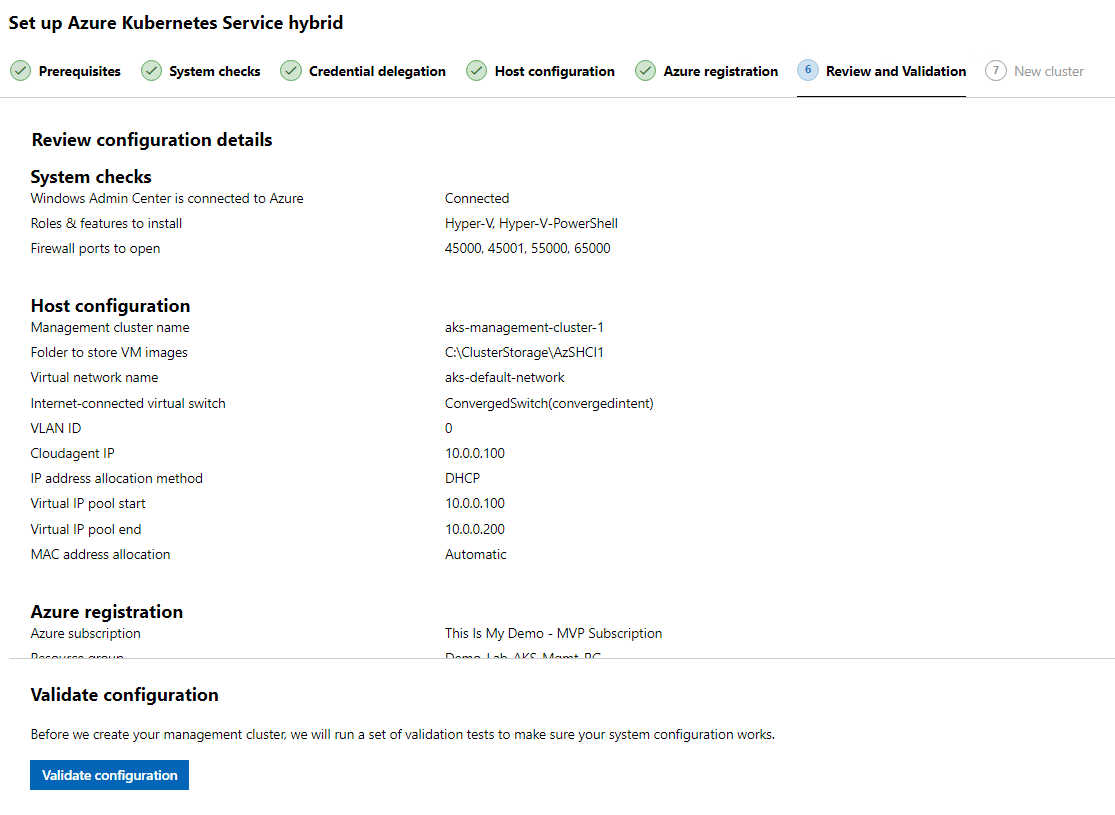 Set up Azure Kubernetes Service hybrid
Prerequisites System checks Credential delegation Host configuration Azure registration 6 Review and Validation 7 New cluster
Review configuration details
System checks
Windows Admin Center is connected to Azure Connected
Roles & features to install Hyper-V, Hyper-V-PowerShell
Firewall ports to open 45000, 45001, 55000, 65000
Host configuration
Management cluster name aks-management-cluster-1
Folder to store VM images C:\ClusterStorage\AzSHCI1
Virtual network name aks-default-network
Internet-connected virtual switch ConvergedSwitch(convergedintent)
VLAN ID 0
Cloudagent IP 10.0.0.100
IP address allocation method DHCP
Virtual IP pool start 10.0.0.100
Virtual IP pool end 10.0.0.200
MAC address allocation Automatic
Azure registration
Azure subscription This Is My Demo - MVP Subscription
Resource group Demo-Lab-AKS-Mgmt-RG
Validate configuration
Before we create your management cluster, we will run a set of validation tests to make sure your system configuration works.
Validate configuration